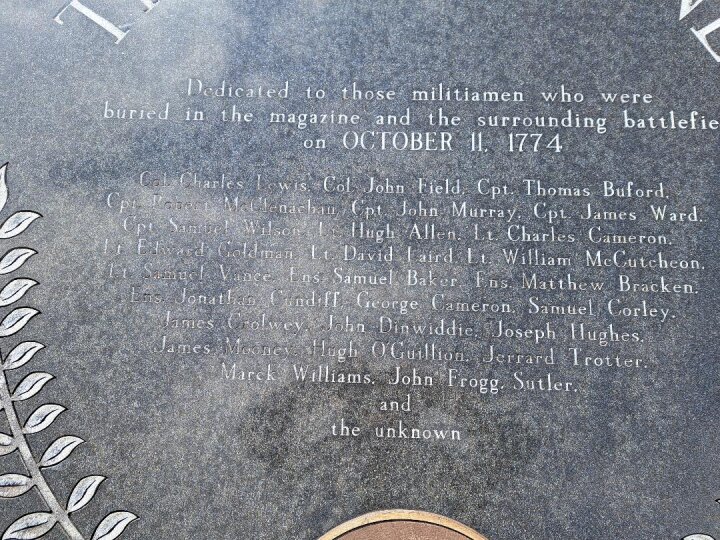 Dedicated to those militiamen who were
buried in the magazine and the surrounding battlefie
on OCTOBER 11, 1774
Col. Charles Lewis, Col. John Field, Cpt. Thomas Buford,
Cpt. Robert McClenachan, Cpt. John Murray, Cpt. James Ward,
Cpt. Samuel Wilson, Lt. Hugh Allen, Lt. Charles Cameron,
Lt. Edward Goldman, Lt. David Laird, Lt. William McCutcheon,
Lt. Samuel Vance, Ens. Samuel Baker, Ens. Matthew Bracken,
Ens. Jonathan Cundiff, George Cameron, Samuel Corley,
James Crolwey, John Dinwiddie, Joseph Hughes,
James Mooney, Hugh O'Guillion, Jerrard Trotter,
Marck Williams, John Frogg, Sutler,
and
the unknown